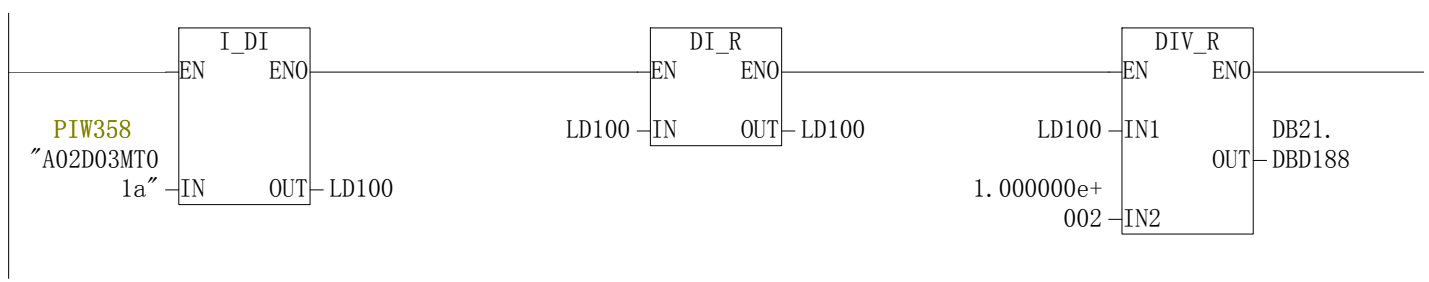 I_DI
EN ENO
PIW358
"A02D03MT0
1a" IN OUT LD100
DI_R
EN ENO
LD100 IN OUT LD100
DIV_R
EN ENO
LD100 IN1 DB21.
OUT DBD188
1.000000e+
002 IN2